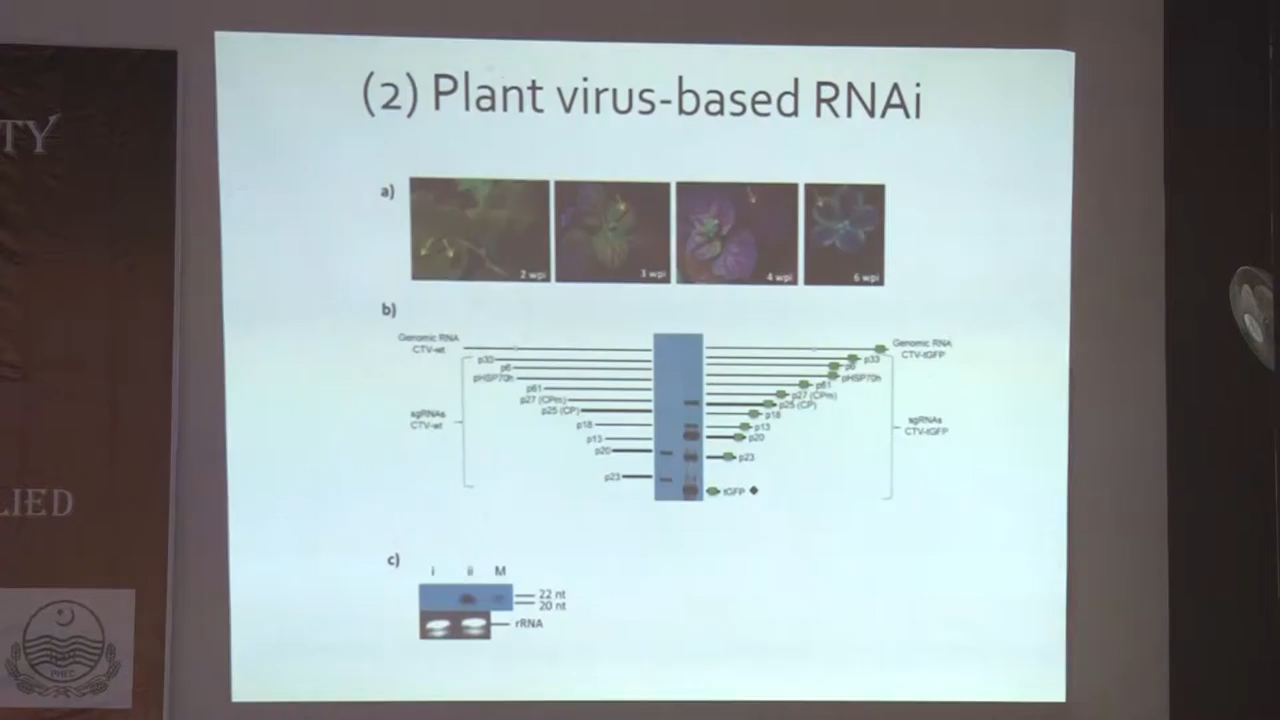 TY
LIED
PHEC
(2) Plant virus-based RNAi
a)
2 wpi
3 wpi
4 wpi
6 wpi
b)
Genomic RNA
CTV-wt
p33
p6
pHSP70h
p61
p27 (CPm)
p25 (CP)
p18
p13
p20
p23
sgRNAs
CTV-wt
Genomic RNA
CTV-tGFP
p33
p6
pHSP70h
p61
p27 (CPm)
p25 (CP)
p18
p13
p20
p23
tGFP
sgRNAs
CTV-tGFP
c)
i ii M
22 nt
20 nt
rRNA